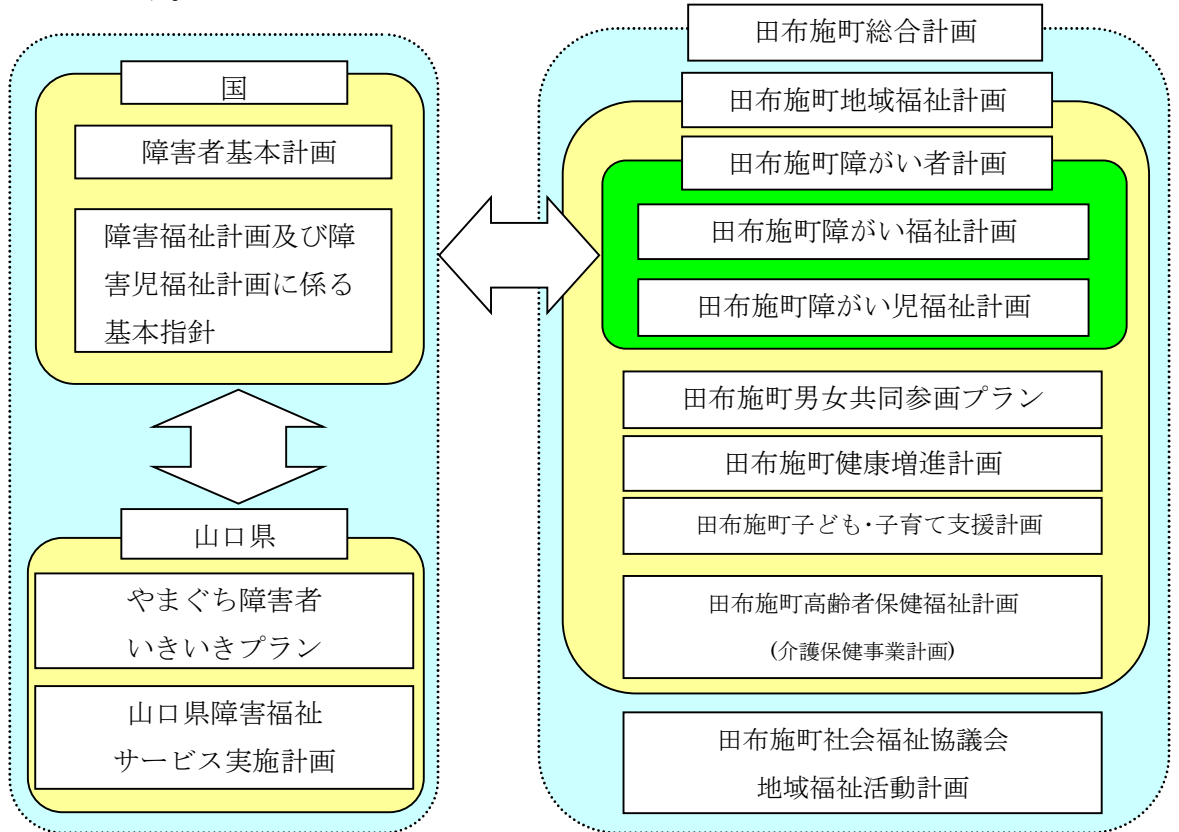 国
障害者基本計画
障害福祉計画及び障
害児福祉計画に係る
基本指針
山口県
やまぐち障害者
いきいきプラン
山口県障害福祉
サービス実施計画
田布施町総合計画
田布施町地域福祉計画
田布施町障がい者計画
田布施町障がい福祉計画
田布施町障がい児福祉計画
田布施町男女共同参画プラン
田布施町健康増進計画
田布施町子ども・子育て支援計画
田布施町高齢者保健福祉計画
(介護保健事業計画)
田布施町社会福祉協議会
地域福祉活動計画